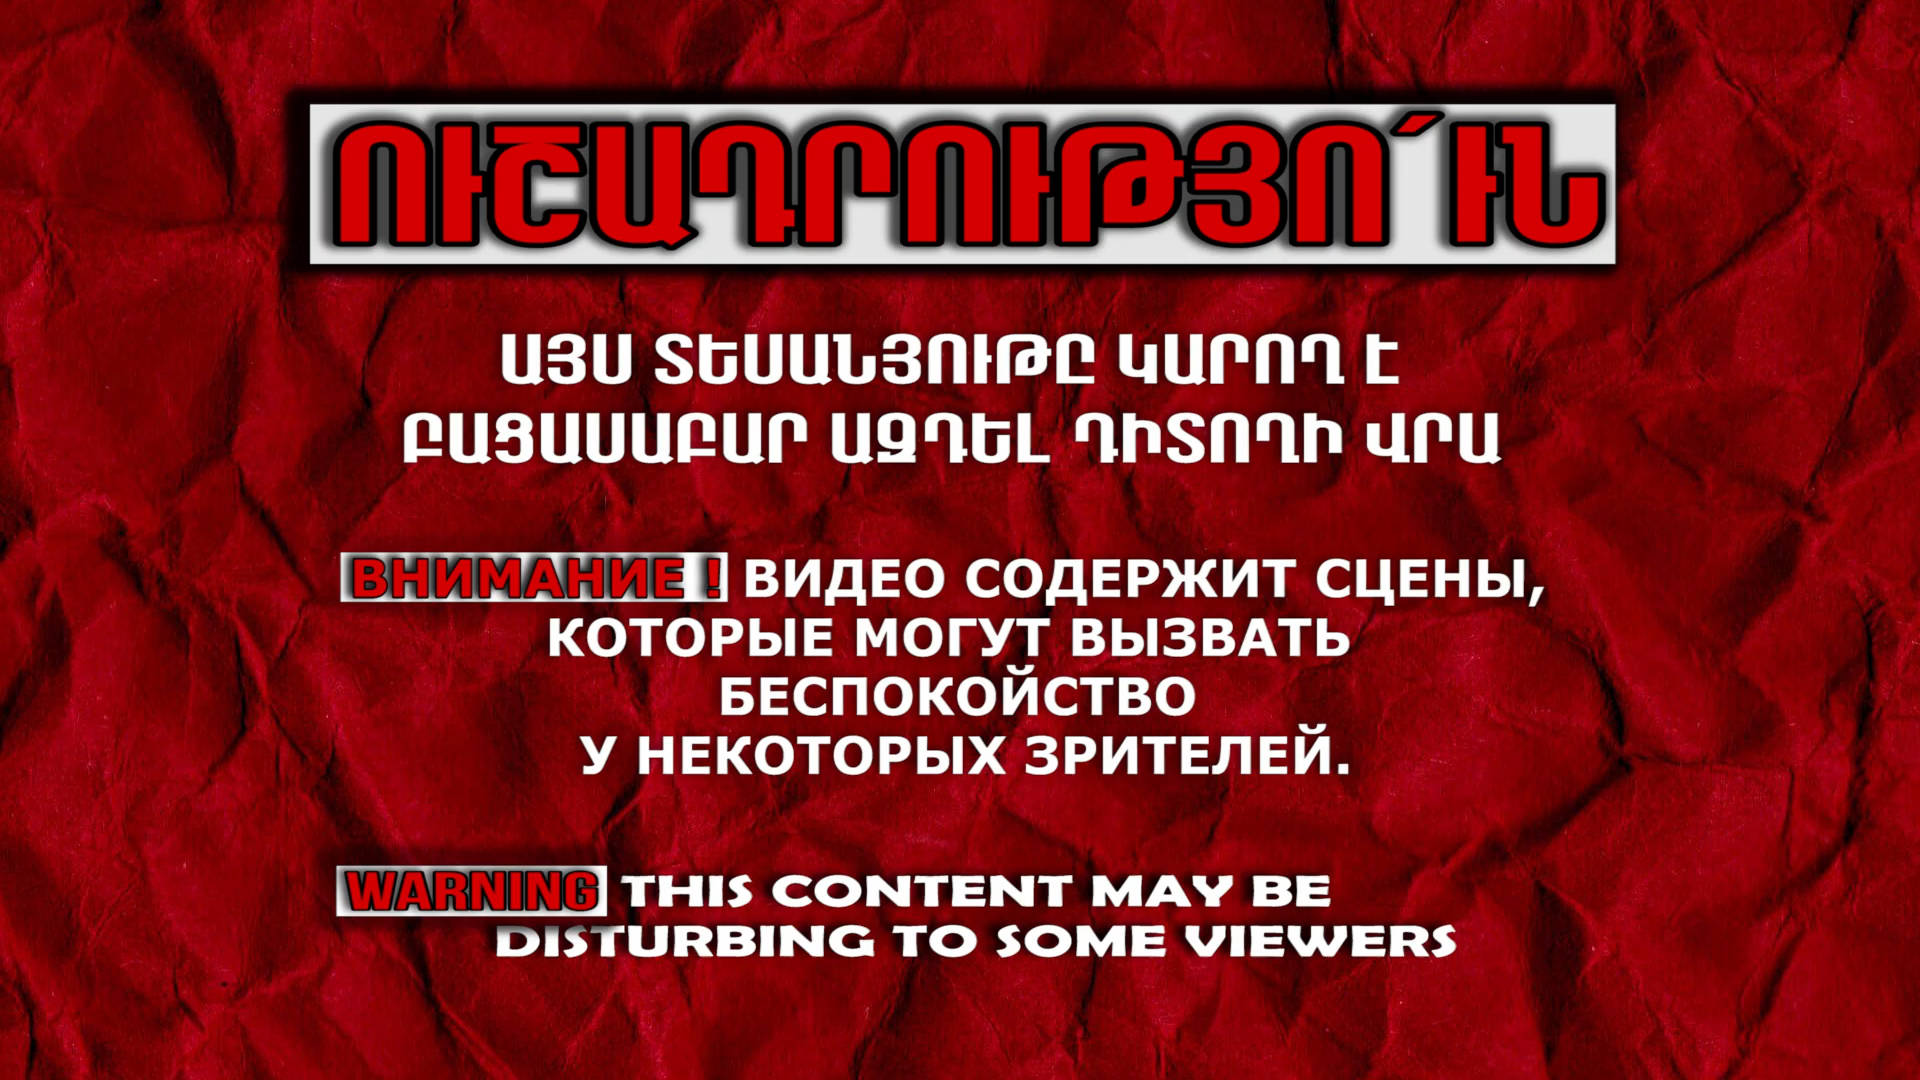 ՈՒՇԱԴՐՈՒԹՅՈ՛ՒՆ
ԱՅՍ ՏԵՍԱՆՅՈՒԹԸ ԿԱՐՈՂ Է
ԲԱՑԱՍԱԲԱՐ ԱԶԴԵԼ ԴԻՏՈՂԻ ՎՐԱ
ВНИМАНИЕ ! ВИДЕО СОДЕРЖИТ СЦЕНЫ,
КОТОРЫЕ МОГУТ ВЫЗВАТЬ
БЕСПОКОЙСТВО
У НЕКОТОРЫХ ЗРИТЕЛЕЙ.
WARNING THIS CONTENT MAY BE
DISTURBING TO SOME VIEWERS